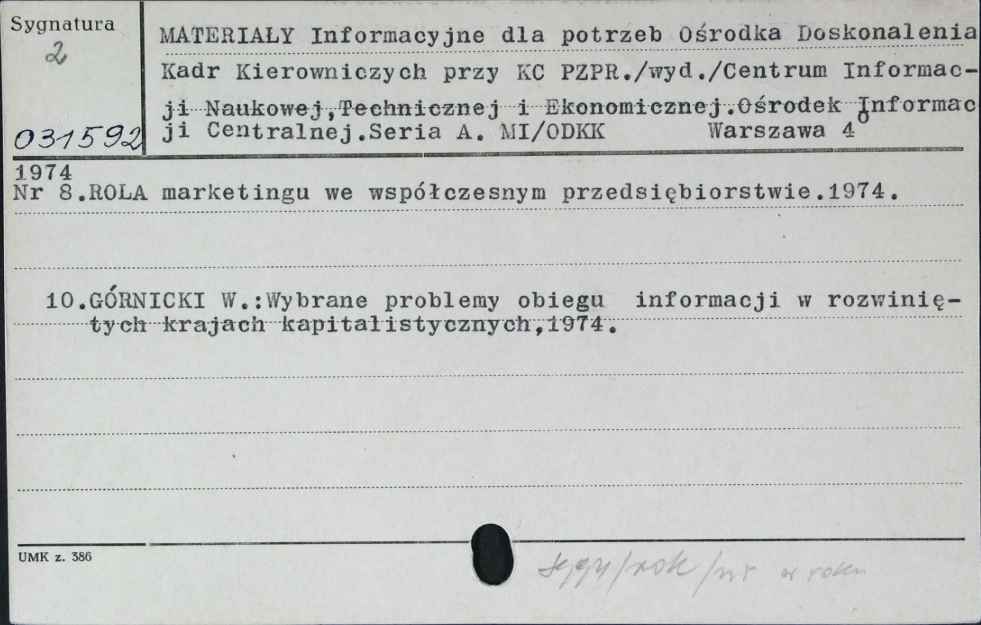 Sygnatura
2
031592
MATERIAŁY Informacyjne dla potrzeb Ośrodka Doskonalenia
Kadr Kierowniczych przy KC PZPR./wyd./Centrum Informac-
ji Naukowej,Technicznej i Ekonomicznej.Ośrodek Informac
ji Centralnej.Seria A. MI/ODKK Warszawa 4o
1974
Nr 8.ROLA marketingu we współczesnym przedsiębiorstwie.1974.
10.GÓRNICKI W.:Wybrane problemy obiegu informacji w rozwinię-
tych krajach kapitalistycznych,1974.
UMK z. 386
/rok/nr w roku